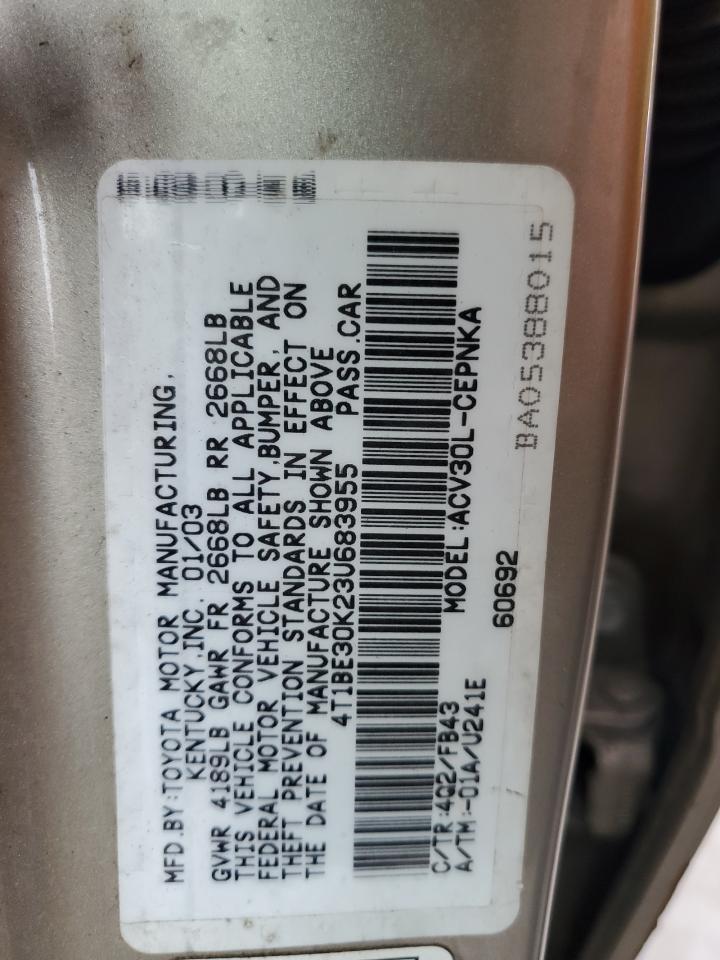 MFD.BY:TOYOTA MOTOR MANUFACTURING,
KENTUCKY,INC. 01/03
GVWR 4189LB GAWR FR 2668LB RR 2668LB
THIS VEHICLE CONFORMS TO ALL APPLICABLE
FEDERAL MOTOR VEHICLE SAFETY,BUMPER, AND
THEFT PREVENTION STANDARDS IN EFFECT ON
THE DATE OF MANUFACTURE SHOWN ABOVE
4T1BE30K23U683955 PASS.CAR
C/TR:4Q2/FB43 MODEL:ACV30L-CEPNKA
A/TM:-01A/U241E
60692
BA05388015